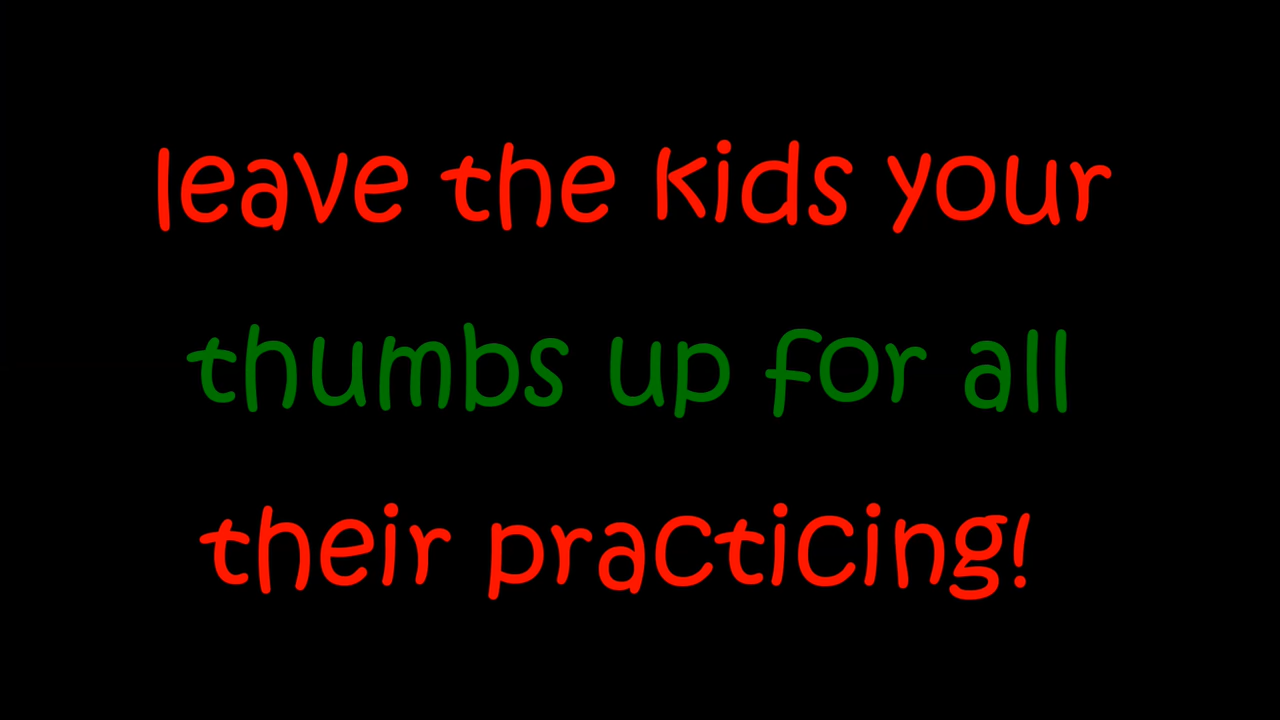 leave the kids your
thumbs up for all
their practicing!